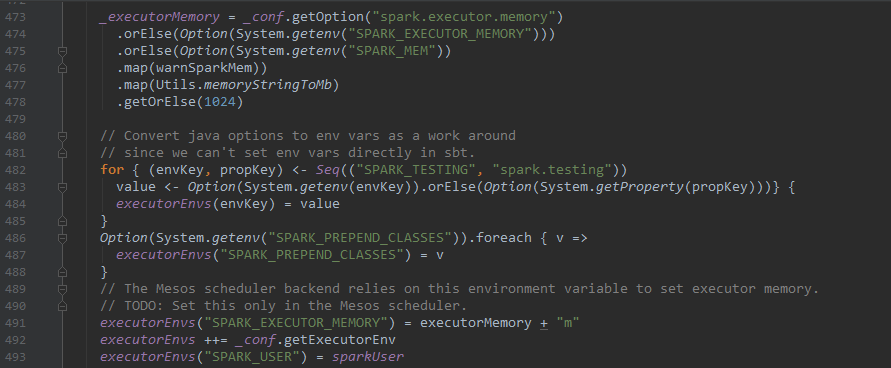 473 _executorMemory = _conf.getOption("spark.executor.memory")
474 .orElse(Option(System.getenv("SPARK_EXECUTOR_MEMORY")))
475 .orElse(Option(System.getenv("SPARK_MEM"))
476 .map(warnSparkMem))
477 .map(Utils.memoryStringToMb)
478 .getOrElse(1024)
479
480 // Convert java options to env vars as a work around
481 // since we can't set env vars directly in sbt.
482 for { (envKey, propKey) <- Seq(("SPARK_TESTING", "spark.testing"))
483 value <- Option(System.getenv(envKey)).orElse(Option(System.getProperty(propKey)))} {
484 executorEnvs(envKey) = value
485 }
486 Option(System.getenv("SPARK_PREPEND_CLASSES")).foreach { v =>
487 executorEnvs("SPARK_PREPEND_CLASSES") = v
488 }
489 // The Mesos scheduler backend relies on this environment variable to set executor memory.
490 // TODO: Set this only in the Mesos scheduler.
491 executorEnvs("SPARK_EXECUTOR_MEMORY") = executorMemory + "m"
492 executorEnvs ++= _conf.getExecutorEnv
493 executorEnvs("SPARK_USER") = sparkUser